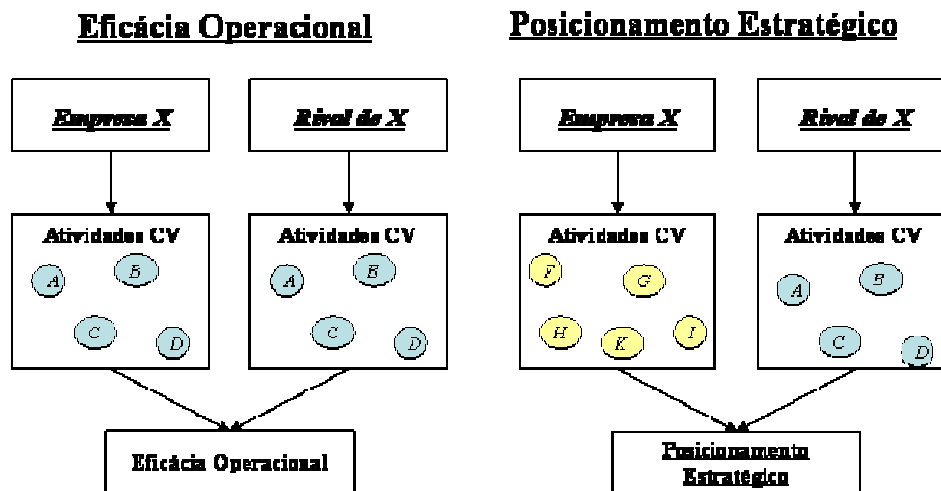 Eficácia Operacional
Posicionamento Estratégico
Empresa X
Rival de X
Empresa X
Rival de X
Atividades CV
A
B
C
D
Atividades CV
A
B
C
D
Atividades CV
F
G
H
K
I
Atividades CV
A
B
C
D
Eficácia Operacional
Posicionamento
Estratégico